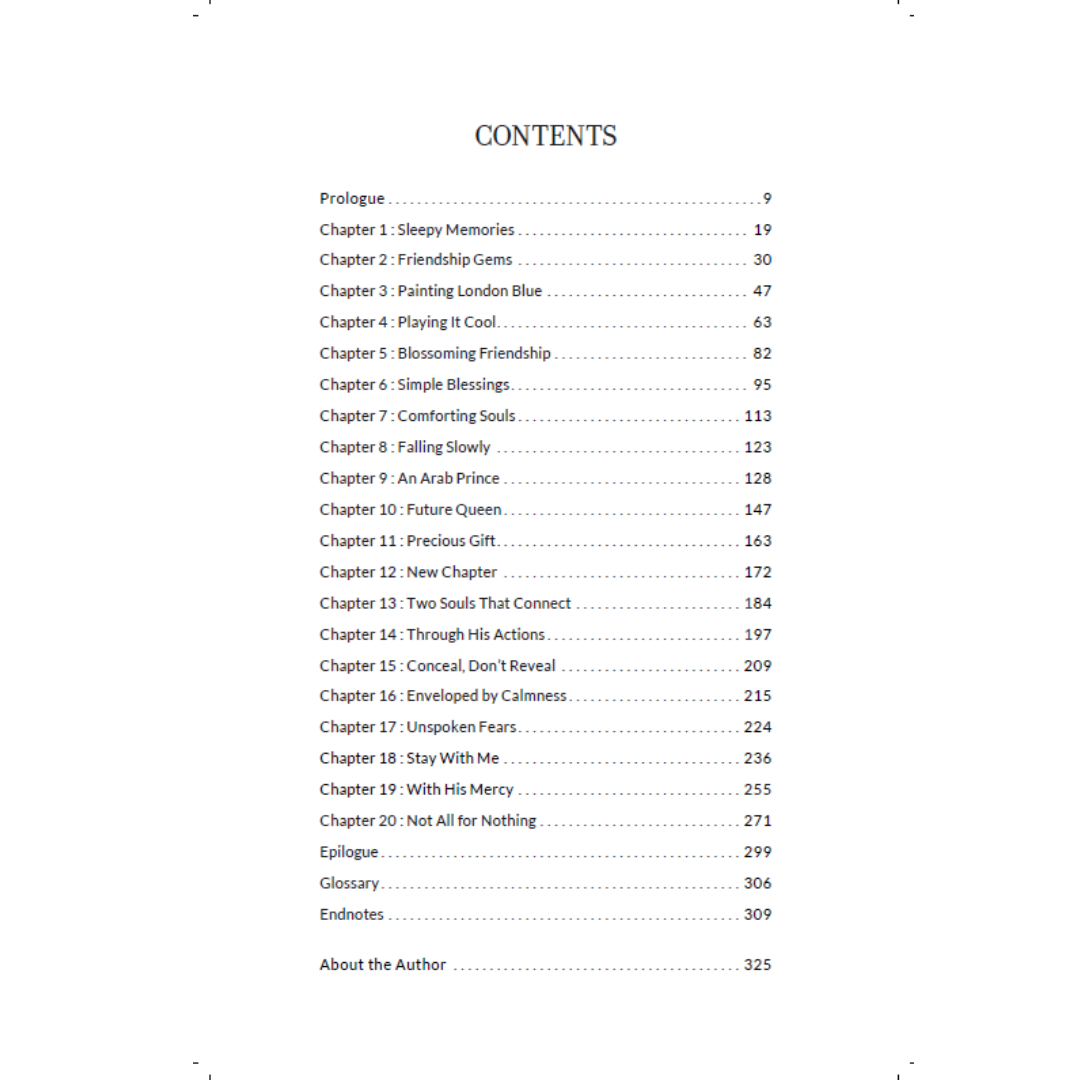 CONTENTS
Prologue . . . . . . . . . . . . . . . . . . . . . . . . . . . . . . . . . . . . . . . . . . . . . . . . . . . . 9
Chapter 1 : Sleepy Memories . . . . . . . . . . . . . . . . . . . . . . . . . . . . . . . . 19
Chapter 2 : Friendship Gems . . . . . . . . . . . . . . . . . . . . . . . . . . . . . . . . 30
Chapter 3 : Painting London Blue . . . . . . . . . . . . . . . . . . . . . . . . . . . . 47
Chapter 4 : Playing It Cool . . . . . . . . . . . . . . . . . . . . . . . . . . . . . . . . . . . 63
Chapter 5 : Blossoming Friendship . . . . . . . . . . . . . . . . . . . . . . . . . . . 82
Chapter 6 : Simple Blessings . . . . . . . . . . . . . . . . . . . . . . . . . . . . . . . . . 95
Chapter 7 : Comforting Souls . . . . . . . . . . . . . . . . . . . . . . . . . . . . . . . 113
Chapter 8 : Falling Slowly . . . . . . . . . . . . . . . . . . . . . . . . . . . . . . . . . . 123
Chapter 9 : An Arab Prince . . . . . . . . . . . . . . . . . . . . . . . . . . . . . . . . . 128
Chapter 10 : Future Queen . . . . . . . . . . . . . . . . . . . . . . . . . . . . . . . . . 147
Chapter 11 : Precious Gift . . . . . . . . . . . . . . . . . . . . . . . . . . . . . . . . . . 163
Chapter 12 : New Chapter . . . . . . . . . . . . . . . . . . . . . . . . . . . . . . . . . 172
Chapter 13 : Two Souls That Connect . . . . . . . . . . . . . . . . . . . . . . . 184
Chapter 14 : Through His Actions . . . . . . . . . . . . . . . . . . . . . . . . . . . 197
Chapter 15 : Conceal, Don’t Reveal . . . . . . . . . . . . . . . . . . . . . . . . . 209
Chapter 16 : Enveloped by Calmness . . . . . . . . . . . . . . . . . . . . . . . . 215
Chapter 17 : Unspoken Fears . . . . . . . . . . . . . . . . . . . . . . . . . . . . . . . 224
Chapter 18 : Stay With Me . . . . . . . . . . . . . . . . . . . . . . . . . . . . . . . . . 236
Chapter 19 : With His Mercy . . . . . . . . . . . . . . . . . . . . . . . . . . . . . . . 255
Chapter 20 : Not All for Nothing . . . . . . . . . . . . . . . . . . . . . . . . . . . . 271
Epilogue . . . . . . . . . . . . . . . . . . . . . . . . . . . . . . . . . . . . . . . . . . . . . . . . . . 299
Glossary . . . . . . . . . . . . . . . . . . . . . . . . . . . . . . . . . . . . . . . . . . . . . . . . . . 306
Endnotes . . . . . . . . . . . . . . . . . . . . . . . . . . . . . . . . . . . . . . . . . . . . . . . . . 309
About the Author . . . . . . . . . . . . . . . . . . . . . . . . . . . . . . . . . . . . . . . . 325